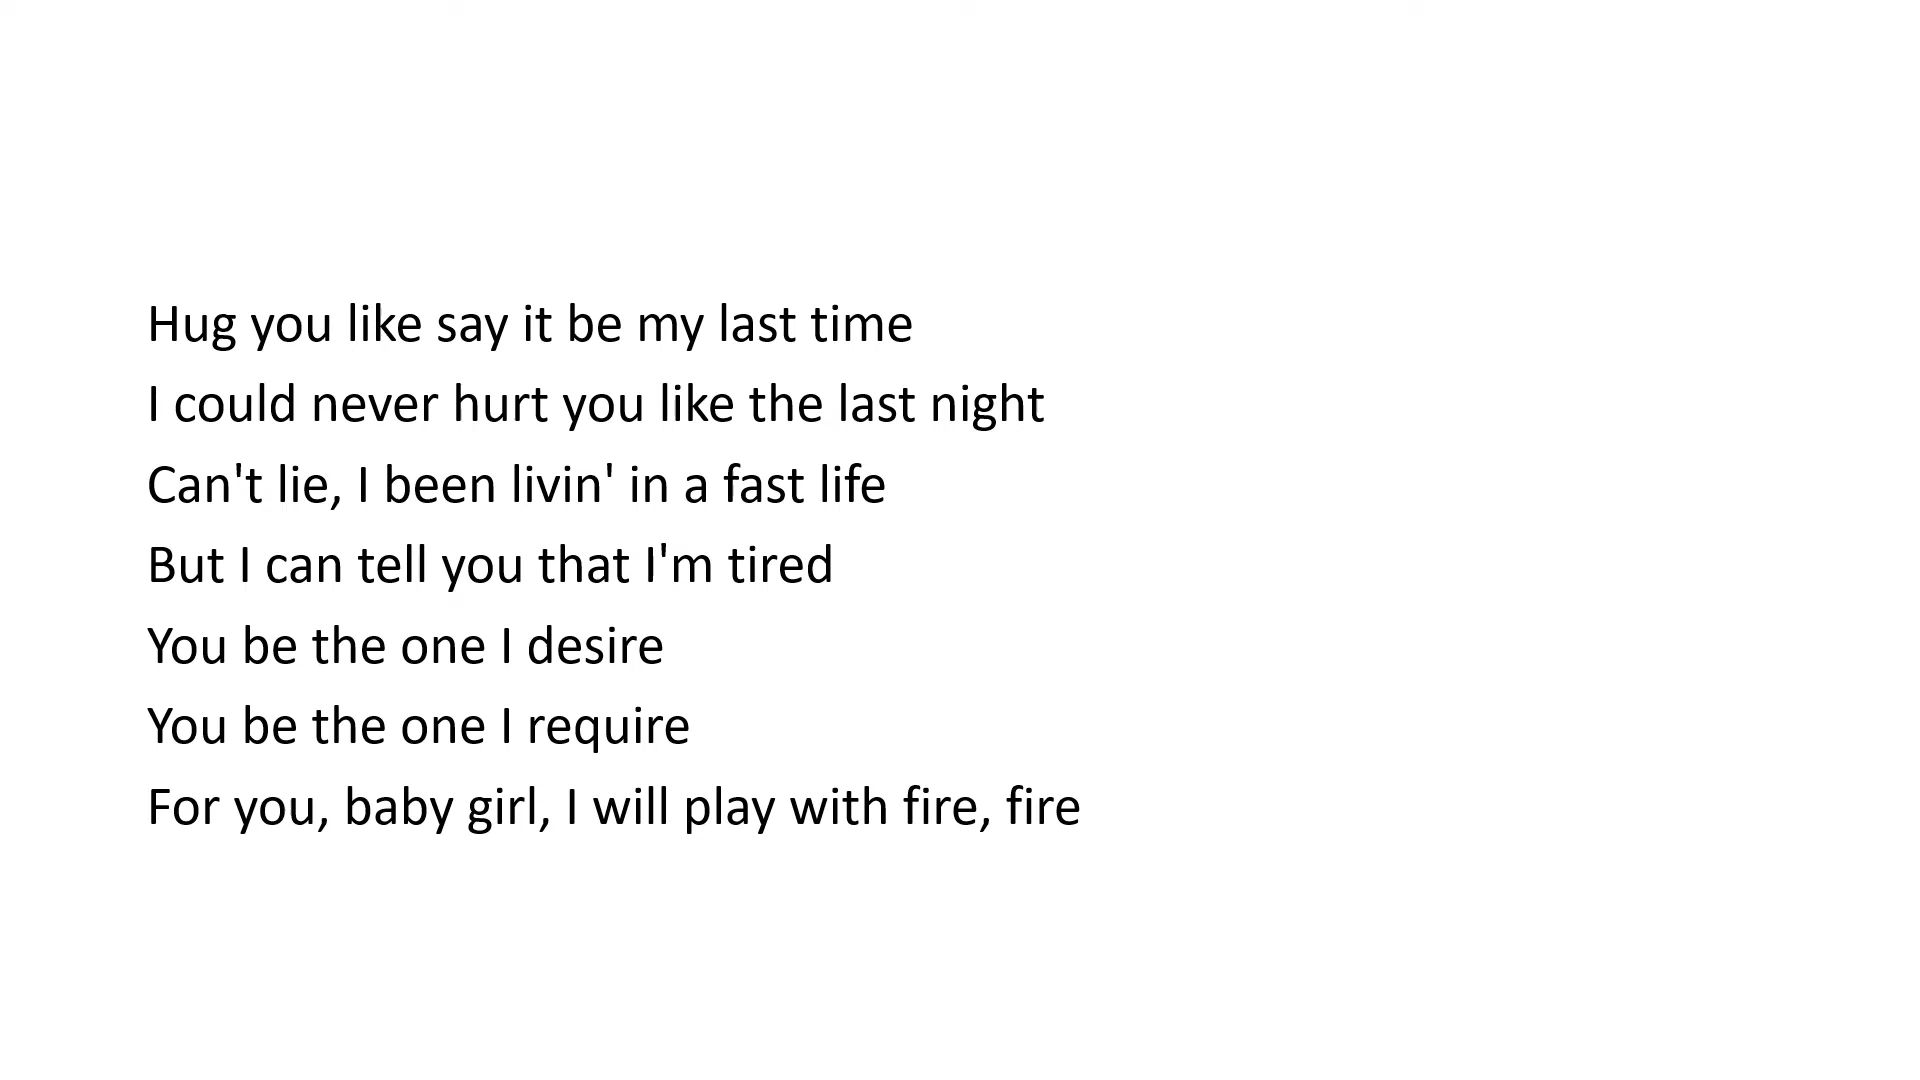 Hug you like say it be my last time
I could never hurt you like the last night
Can't lie, I been livin' in a fast life
But I can tell you that I'm tired
You be the one I desire
You be the one I require
For you, baby girl, I will play with fire, fire